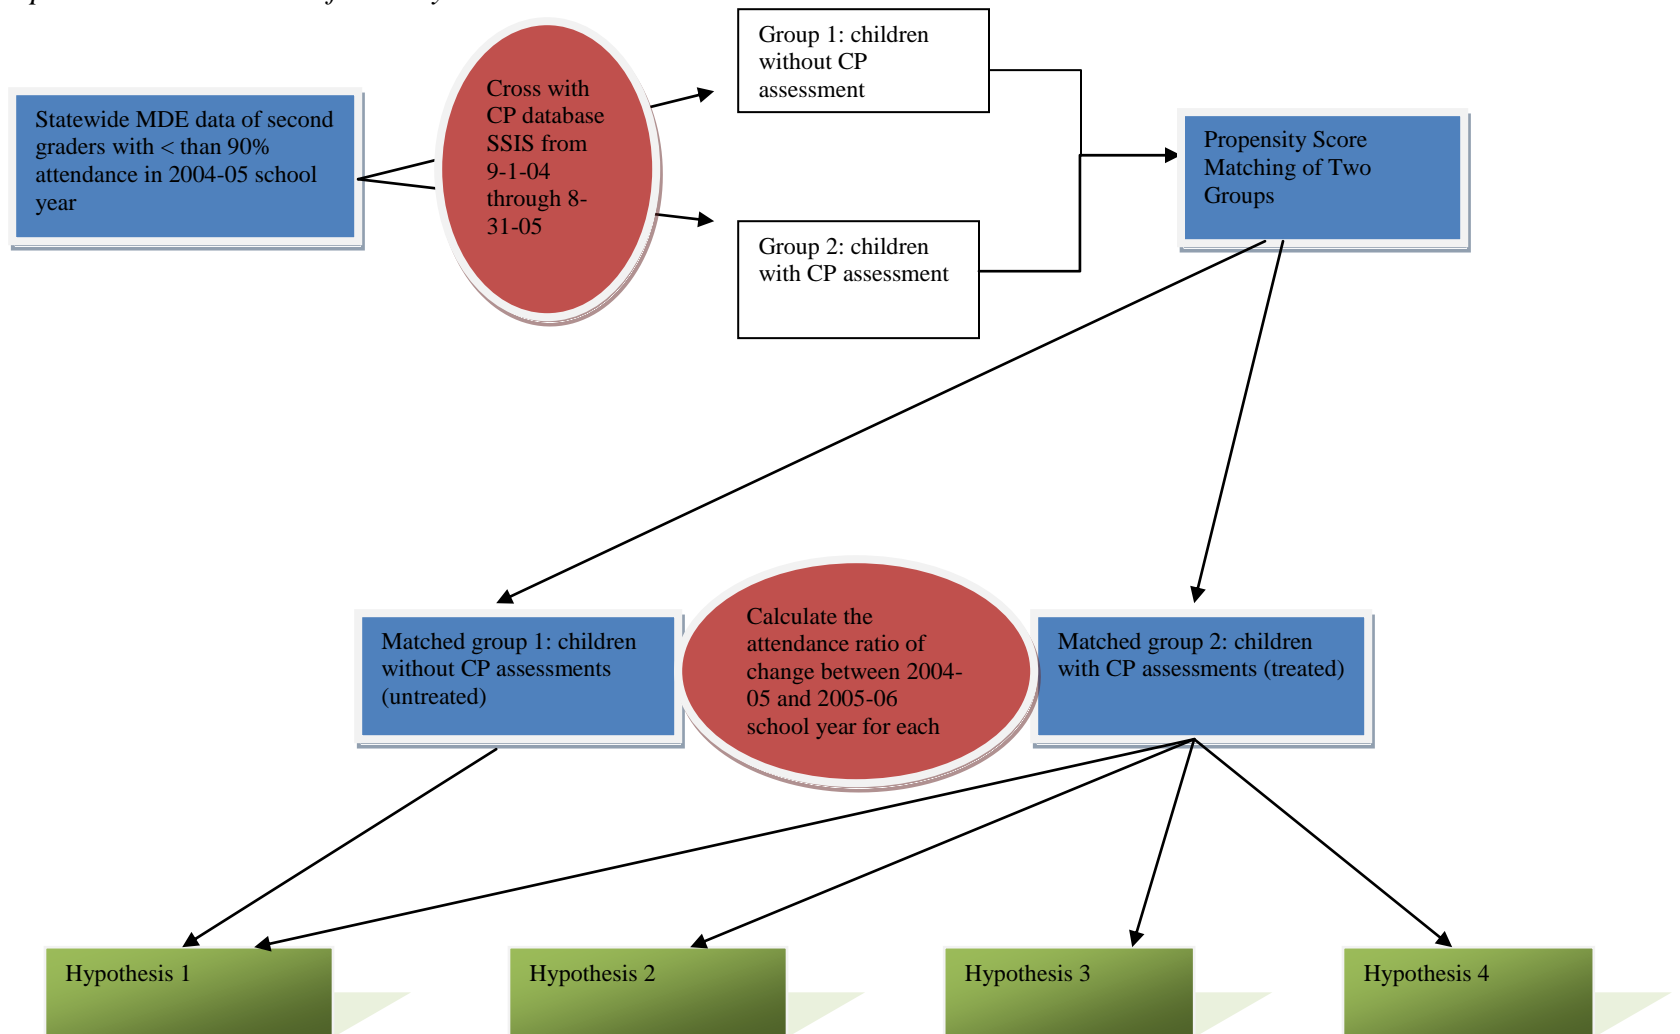 Statewide MDE data of second
graders with < than 90%
attendance in 2004-05 school
year
Cross with
CP database
SSIS from
9-1-04
through 8-
31-05
Group 1: children
without CP
assessment
Group 2: children
with CP assessment
Propensity Score
Matching of Two
Groups
Matched group 1: children
without CP assessments
(untreated)
Calculate the
attendance ratio of
change between 2004-
05 and 2005-06
school year for each
Matched group 2: children
with CP assessments (treated)
Hypothesis 1
Hypothesis 2
Hypothesis 3
Hypothesis 4